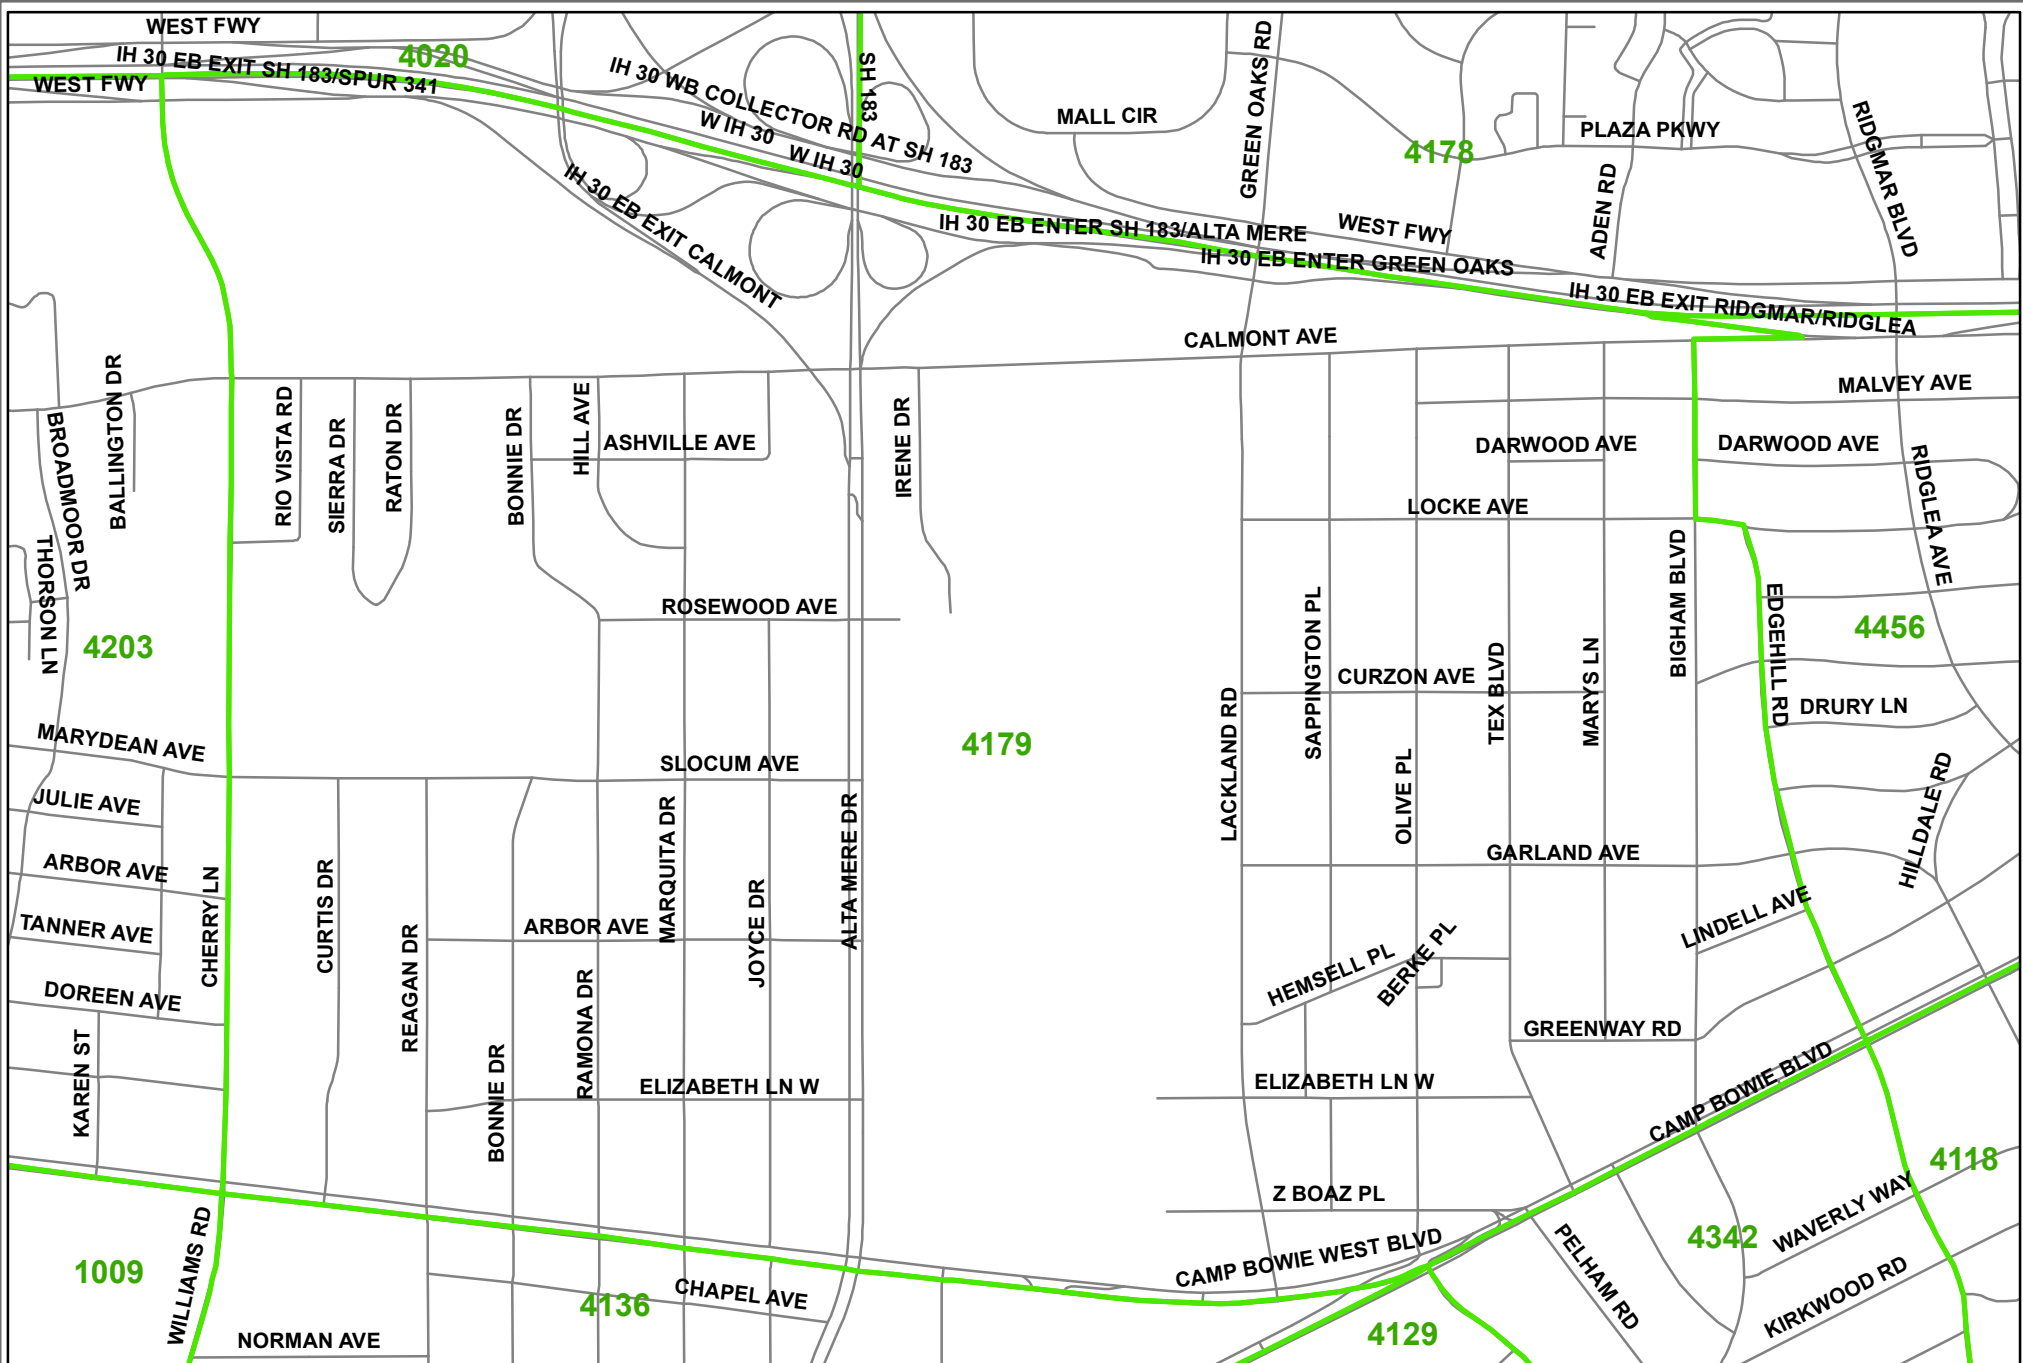 WEST FWY
IH 30 EB EXIT SH 183/SPUR 341
4020
WEST FWY
IH 30 WB COLLECTOR RD AT SH 183
SH 183
W IH 30
W IH 30
MALL CIR
GREEN OAKS RD
4178
PLAZA PKWY
RIDGMAR BLVD
ADEN RD
IH 30 EB EXIT CALMONT
IH 30 EB ENTER SH 183/ALTA MERE
WEST FWY
IH 30 EB ENTER GREEN OAKS
IH 30 EB EXIT RIDGMAR/RIDGLEA
CALMONT AVE
MALVEY AVE
BROADMOOR DR
BALLINGTON DR
RIO VISTA RD
SIERRA DR
RATON DR
BONNIE DR
HILL AVE
ASHVILLE AVE
IRENE DR
DARWOOD AVE
DARWOOD AVE
RIDGLEA AVE
LOCKE AVE
THORSON LN
4203
ROSEWOOD AVE
SAPPINGTON PL
BIGHAM BLVD
EDGEHILL RD
4456
CURZON AVE
TEX BLVD
MARYS LN
LACKLAND RD
OLIVE PL
DRURY LN
4179
MARYDEAN AVE
SLOCUM AVE
HILLDALE RD
JULIE AVE
ARBOR AVE
TANNER AVE
DOREEN AVE
CHERRY LN
CURTIS DR
REAGAN DR
ARBOR AVE
MARQUITA DR
JOYCE DR
ALTA MERE DR
GARLAND AVE
LINDELL AVE
HEMSELL PL
BERKE PL
GREENWAY RD
KAREN ST
BONNIE DR
RAMONA DR
ELIZABETH LN W
ELIZABETH LN W
CAMP BOWIE BLVD
4118
Z BOAZ PL
WAVERLY WAY
4342
CAMP BOWIE WEST BLVD
PELHAM RD
KIRKWOOD RD
WILLIAMS RD
1009
CHAPEL AVE
4136
4129
NORMAN AVE